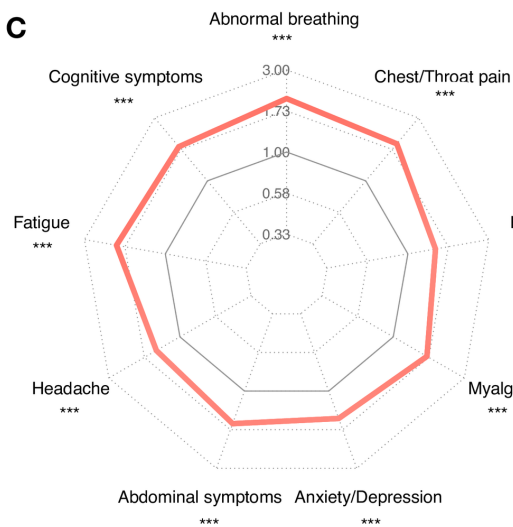 C
Abnormal breathing
***
Cognitive symptoms
***
Chest/Throat pain
***
3.00
1.73
1.00
0.58
0.33
Fatigue
***
Headache
***
Myalg
***
Abdominal symptoms
***
Anxiety/Depression
***